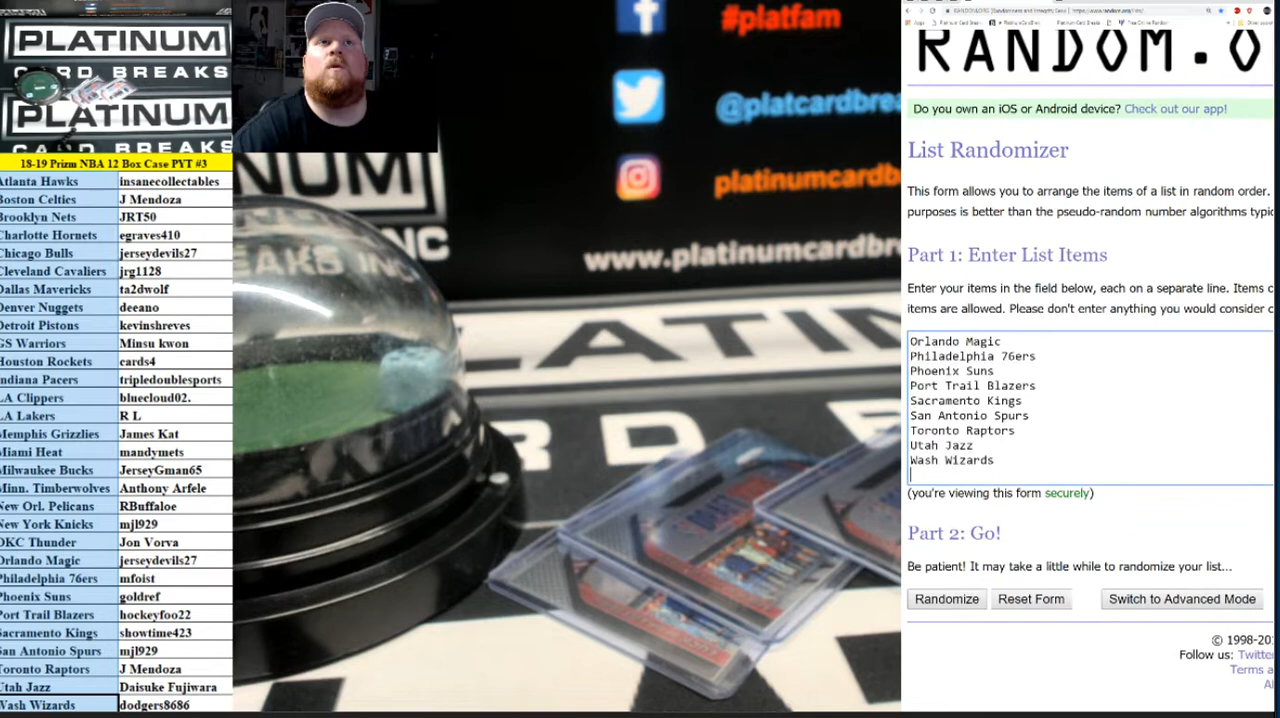 PLATINUM
CARD BREAKS
PLATINUM
CARD BREAKS
18-19 Prizm NBA 12 Box Case PYT #3
Atlanta Hawks insanecollectables
Boston Celtics J Mendoza
Brooklyn Nets JRT50
Charlotte Hornets egraves410
Chicago Bulls jerseydevils27
Cleveland Cavaliers jrg1128
Dallas Mavericks ta2dwolf
Denver Nuggets deeano
Detroit Pistons kevinshreves
GS Warriors Minsu kwon
Houston Rockets cards4
Indiana Pacers tripledoublesports
LA Clippers bluecloud02.
LA Lakers R L
Memphis Grizzlies James Kat
Miami Heat mandymets
Milwaukee Bucks JerseyGman65
Minn. Timberwolves Anthony Arfele
New Orl. Pelicans RBuffaloe
New York Knicks mjl929
OKC Thunder Jon Vorva
Orlando Magic jerseydevils27
Philadelphia 76ers mfoist
Phoenix Suns goldref
Port Trail Blazers hockeyfoo22
Sacramento Kings showtime423
San Antonio Spurs mjl929
Toronto Raptors J Mendoza
Utah Jazz Daisuke Fujiwara
Wash Wizards dodgers8686
#platfam
@platcardbrea
platinumcardb
www.platinumcardbr
NUM
EAKS INC
PLATINUM
RD B
RANDOM.O
Do you own an iOS or Android device? Check out our app!
List Randomizer
This form allows you to arrange the items of a list in random order.
purposes is better than the pseudo-random number algorithms typic
Part 1: Enter List Items
Enter your items in the field below, each on a separate line. Items c
items are allowed. Please don't enter anything you would consider c
Orlando Magic
Philadelphia 76ers
Phoenix Suns
Port Trail Blazers
Sacramento Kings
San Antonio Spurs
Toronto Raptors
Utah Jazz
Wash Wizards
(you're viewing this form securely)
Part 2: Go!
Be patient! It may take a little while to randomize your list...
Randomize Reset Form Switch to Advanced Mode
© 1998-201
Follow us: Twitter
Terms a